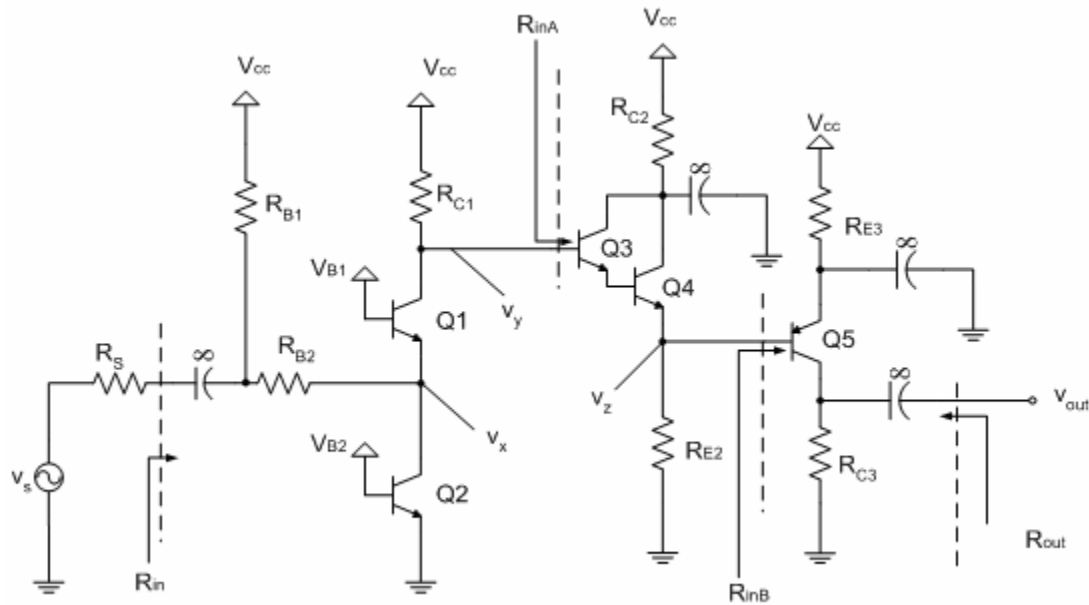 RinA
Vcc
Vcc
Vcc
RC2
Vcc
∞
RB1
RC1
RE3
Q3
∞
VB1
Q4
vy
Q1
RS
∞
RB2
Q5
∞
vout
vz
vx
VB2
RE2
RC3
vs
Q2
Rout
Rin
RinB